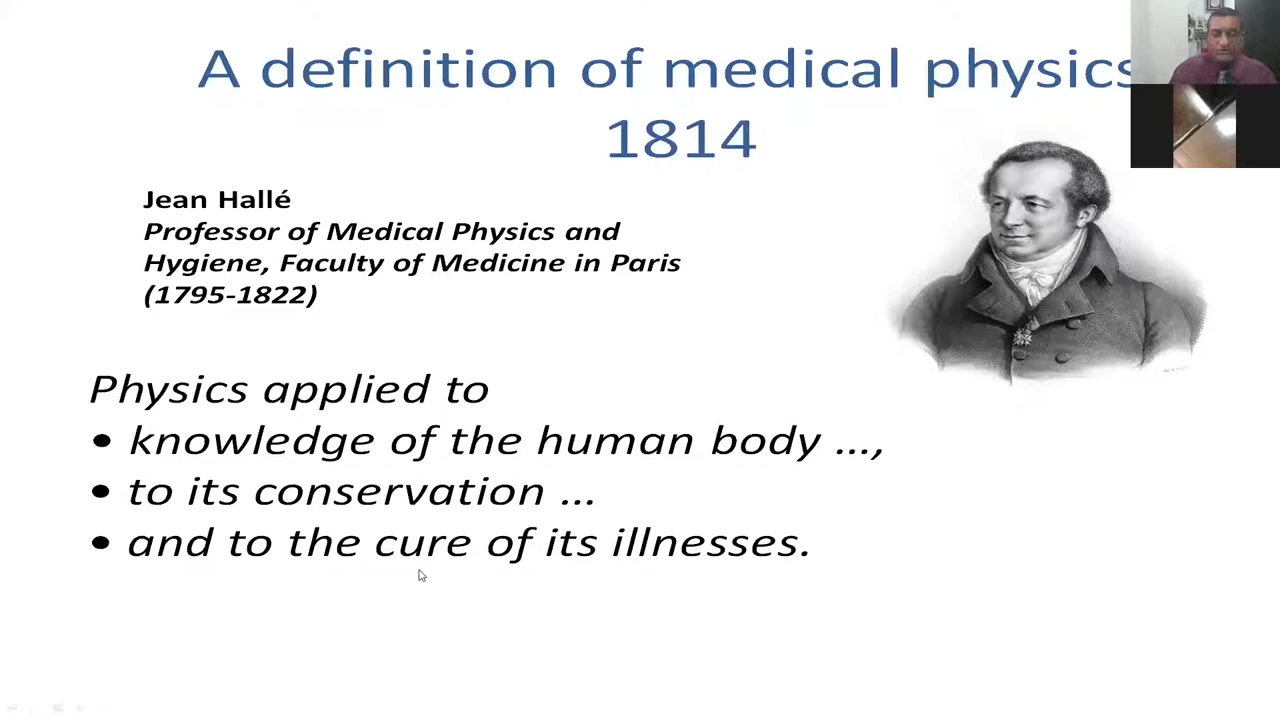 A definition of medical physics
1814
Jean Hallé
Professor of Medical Physics and
Hygiene, Faculty of Medicine in Paris
(1795-1822)
Physics applied to
• knowledge of the human body ...,
• to its conservation ...
• and to the cure of its illnesses.